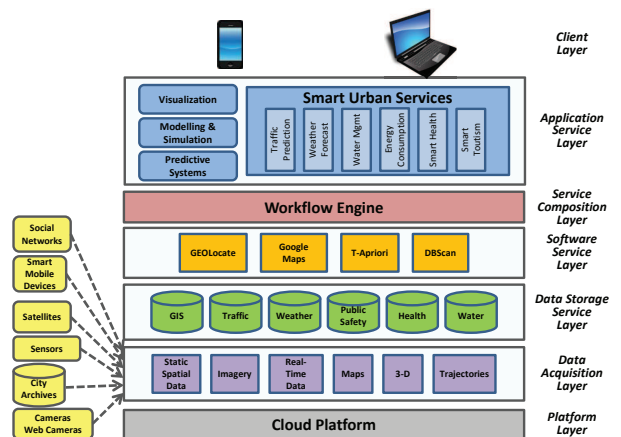 Client
Layer
Visualization
Modelling &
Simulation
Predictive
Systems
Smart Urban Services
Traffic
Prediction
Weather
Forecast
Water Mgmt
Energy
Consumption
Smart Health
Smart
Toutism
Application
Service
Layer
Workflow Engine
Service
Composition
Layer
GEOLocate
Google
Maps
T-Apriori
DBScan
Software
Service
Layer
GIS
Traffic
Weather
Public
Safety
Health
Water
Data Storage
Service
Layer
Static
Spatial
Data
Imagery
Real-
Time
Data
Maps
3-D
Trajectories
Data
Acquisition
Layer
Cloud Platform
Platform
Layer
Social
Networks
Smart
Mobile
Devices
Satellites
Sensors
City
Archives
Cameras
Web Cameras